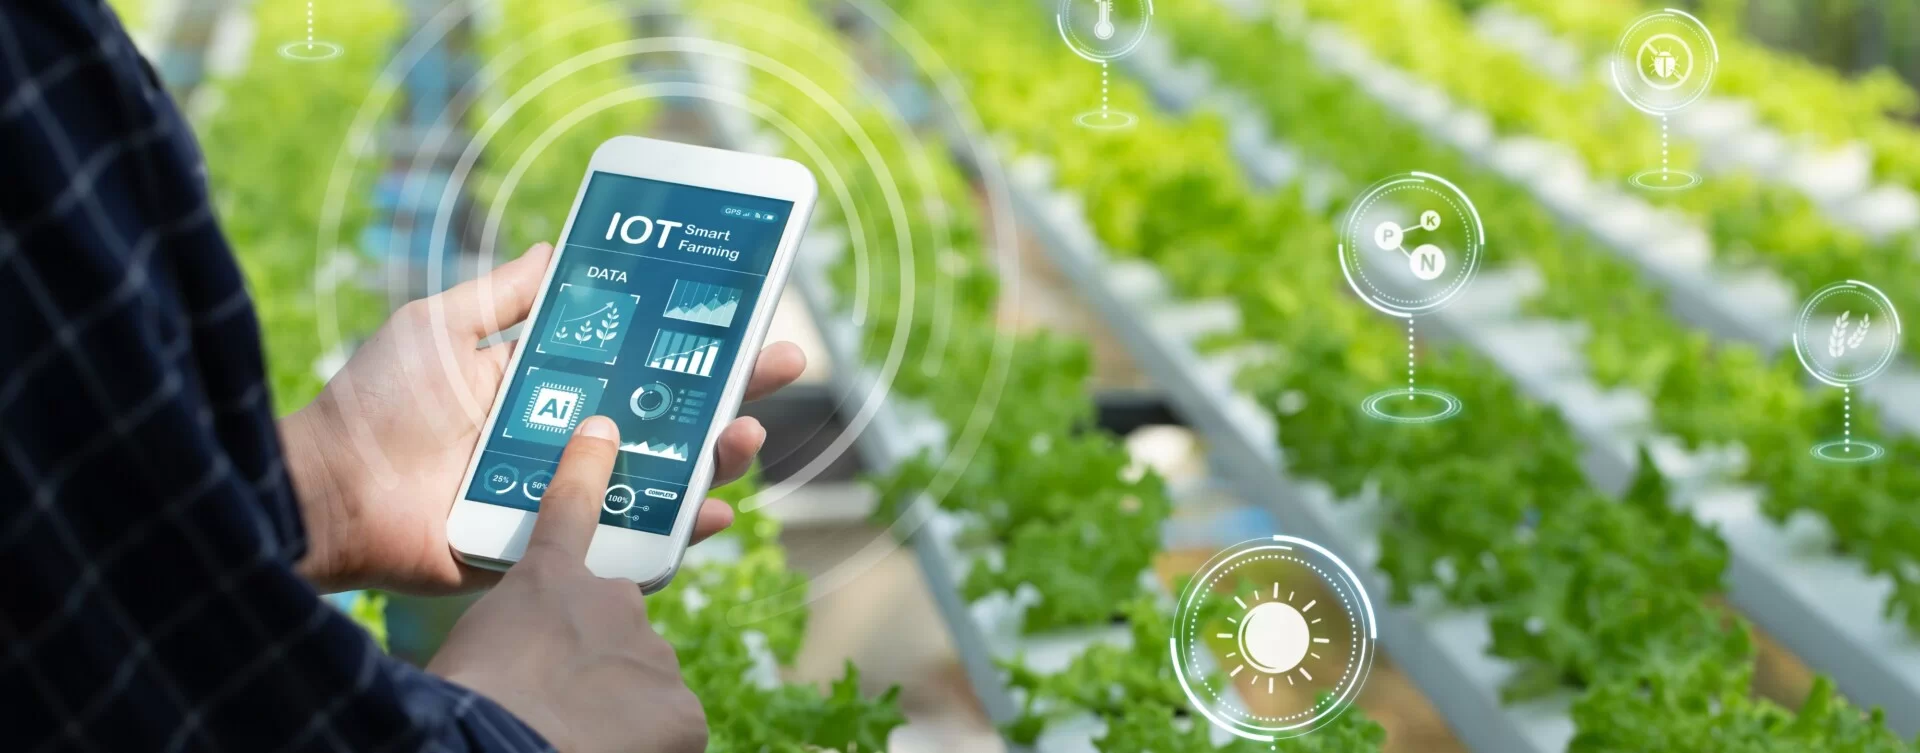 GPS
IOT Smart
Farming
DATA
Ai
25%
50%
100%
COMPLETE
K
P
N